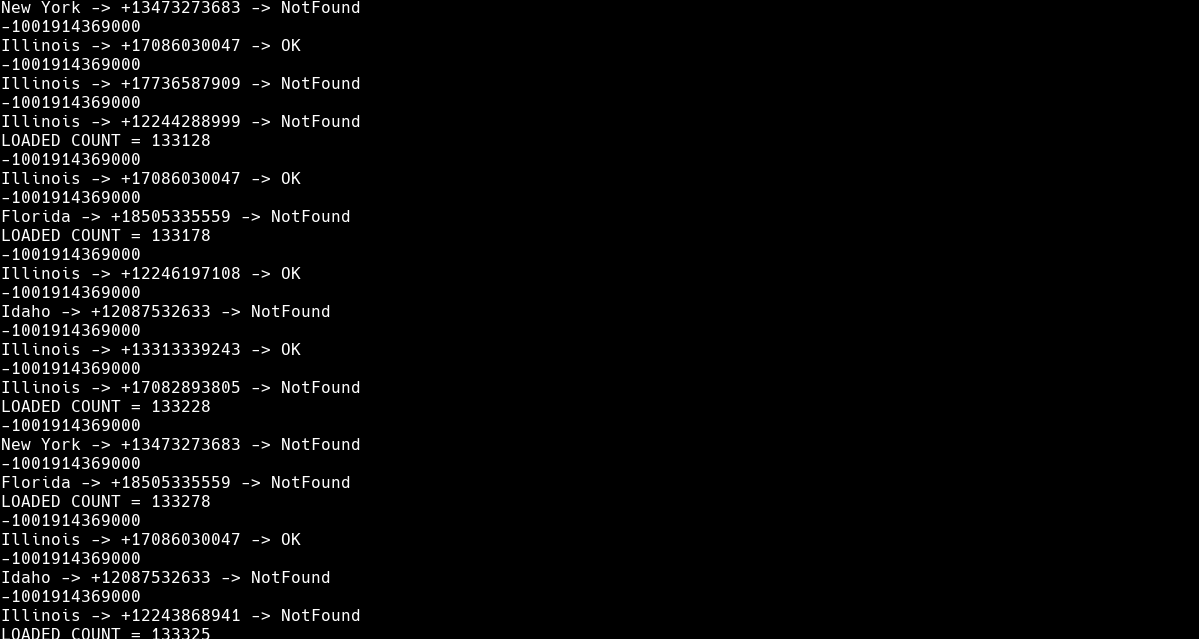 New York -> +13473273683 -> NotFound
-1001914369000
Illinois -> +17086030047 -> OK
-1001914369000
Illinois -> +17736587909 -> NotFound
-1001914369000
Illinois -> +12244288999 -> NotFound
LOADED COUNT = 133128
-1001914369000
Illinois -> +17086030047 -> OK
-1001914369000
Florida -> +18505335559 -> NotFound
LOADED COUNT = 133178
-1001914369000
Illinois -> +12246197108 -> OK
-1001914369000
Idaho -> +12087532633 -> NotFound
-1001914369000
Illinois -> +13313339243 -> OK
-1001914369000
Illinois -> +17082893805 -> NotFound
LOADED COUNT = 133228
-1001914369000
New York -> +13473273683 -> NotFound
-1001914369000
Florida -> +18505335559 -> NotFound
LOADED COUNT = 133278
-1001914369000
Illinois -> +17086030047 -> OK
-1001914369000
Idaho -> +12087532633 -> NotFound
-1001914369000
Illinois -> +12243868941 -> NotFound
LOADED COUNT = 133325